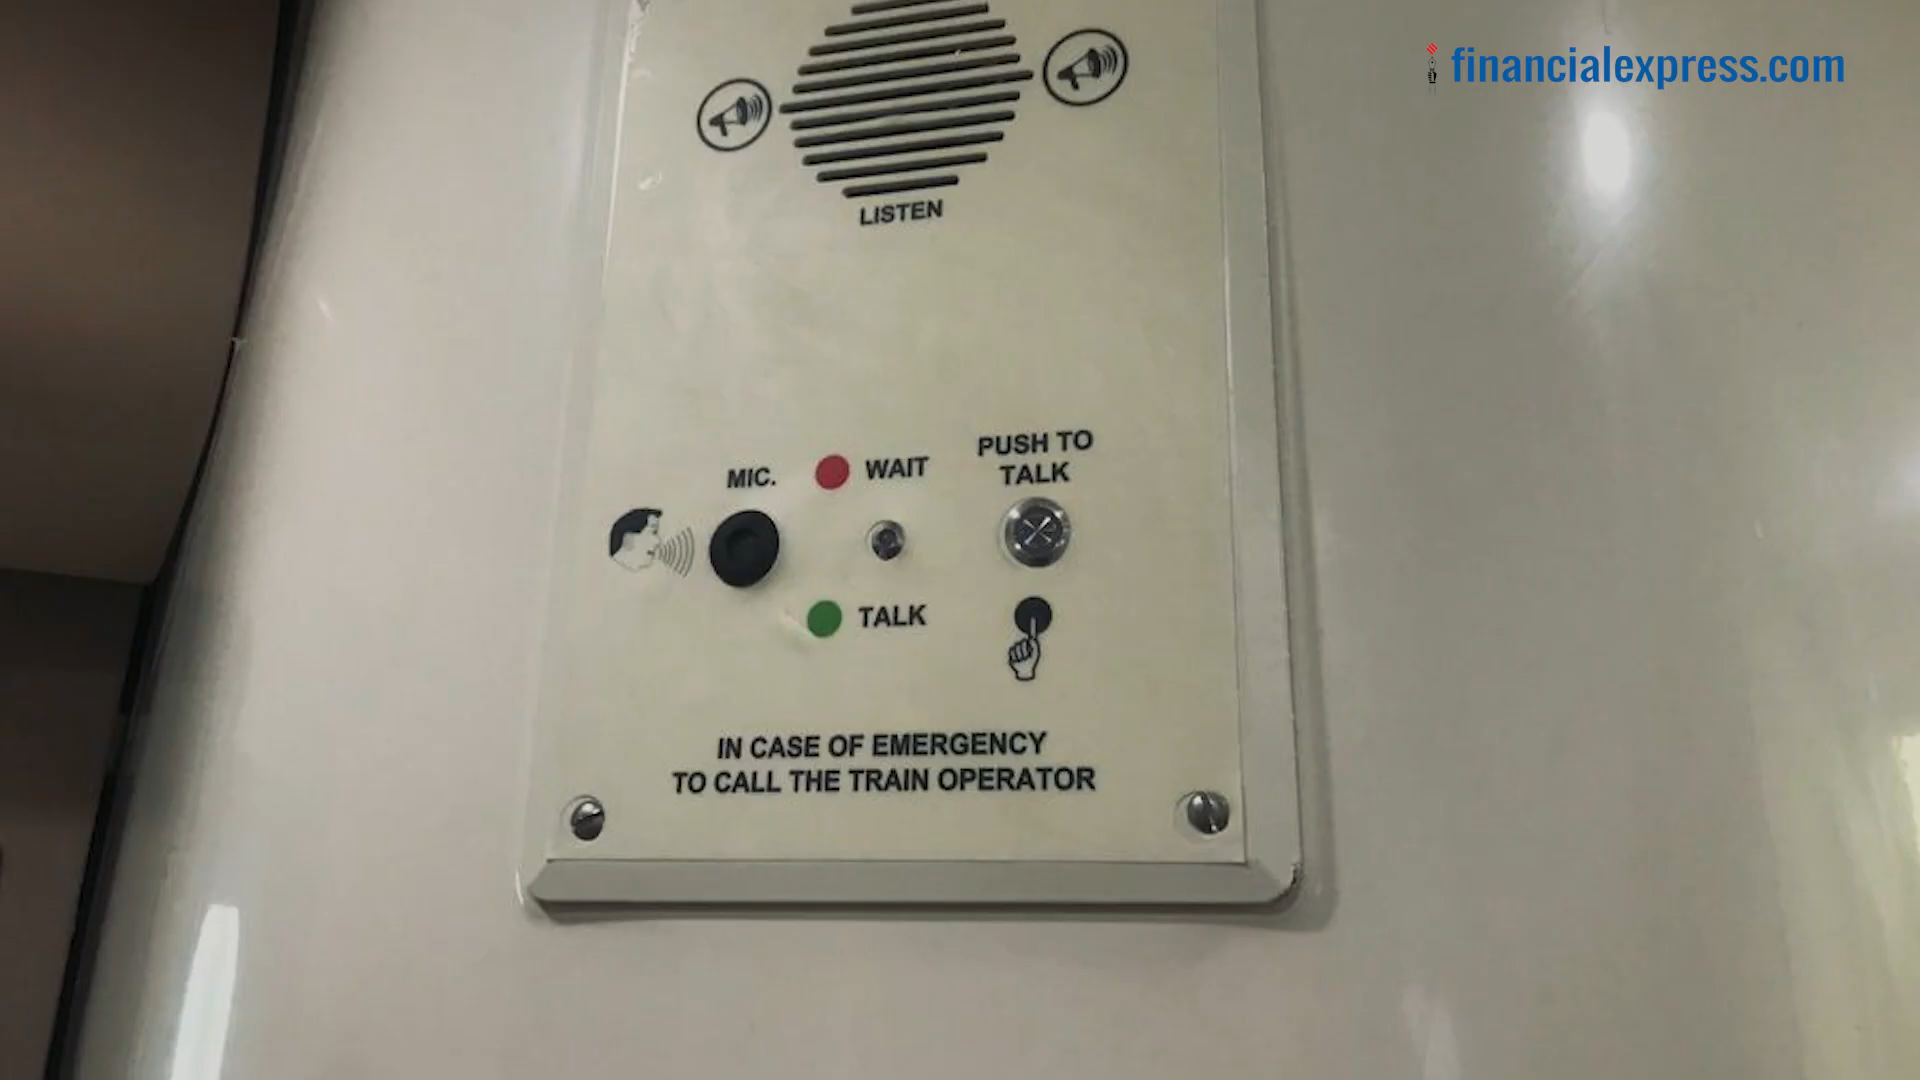 financialexpress.com
LISTEN
MIC.
WAIT
PUSH TO
TALK
TALK
IN CASE OF EMERGENCY
TO CALL THE TRAIN OPERATOR